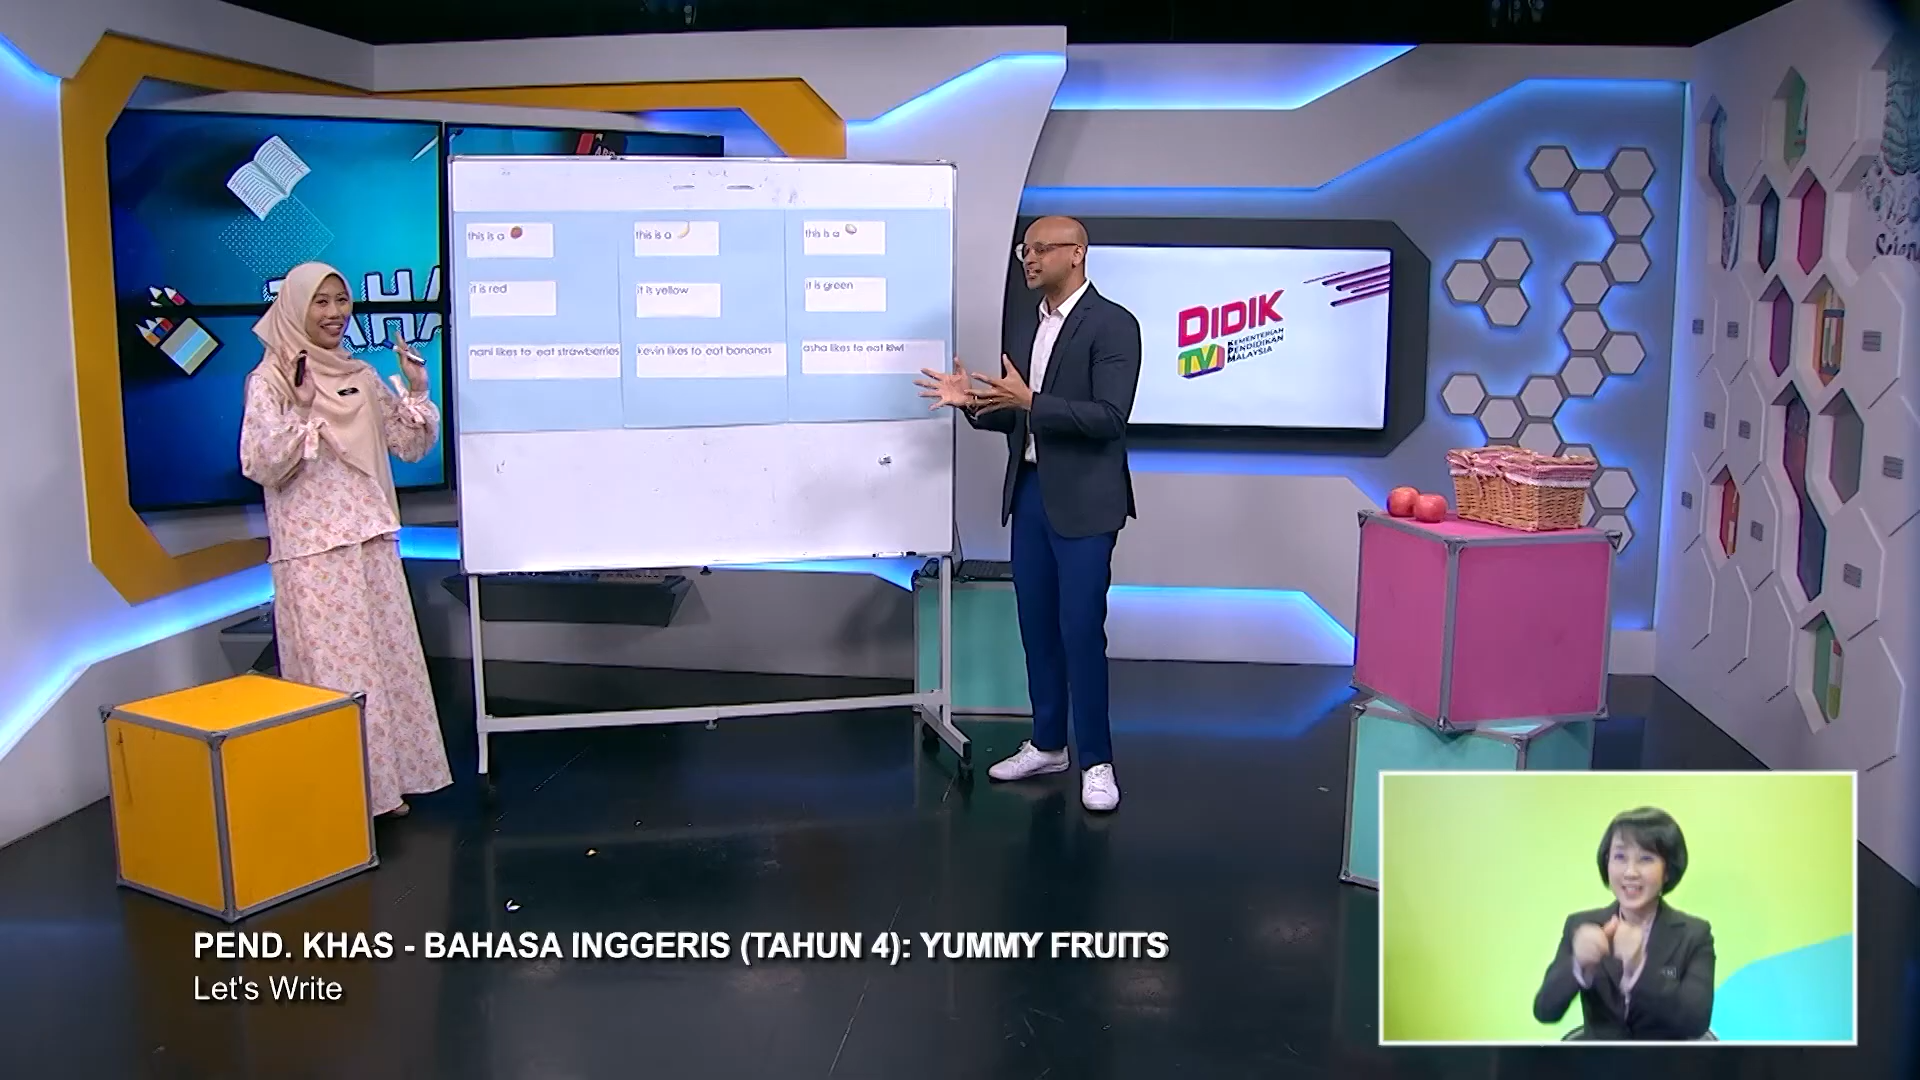 this is a
this is a
this is a
it is red
it is yellow
it is green
nani likes to eat strawberries
kevin likes to eat bananas
asha likes to eat kiwi
DIDIK
TV
KEMENTERIAN
PENDIDIKAN
MALAYSIA
PEND. KHAS - BAHASA INGGERIS (TAHUN 4): YUMMY FRUITS
Let's Write